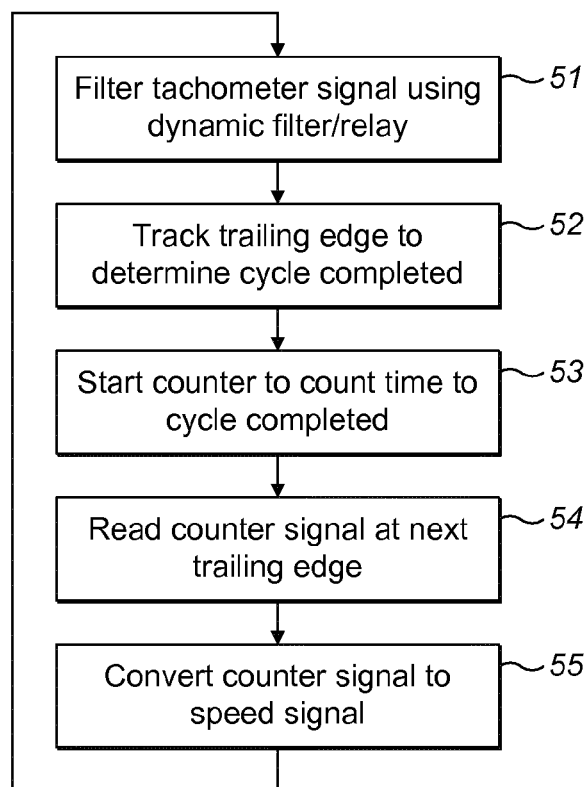 Filter tachometer signal using
dynamic filter/relay
51
Track trailing edge to
determine cycle completed
52
Start counter to count time to
cycle completed
53
Read counter signal at next
trailing edge
54
Convert counter signal to
speed signal
55